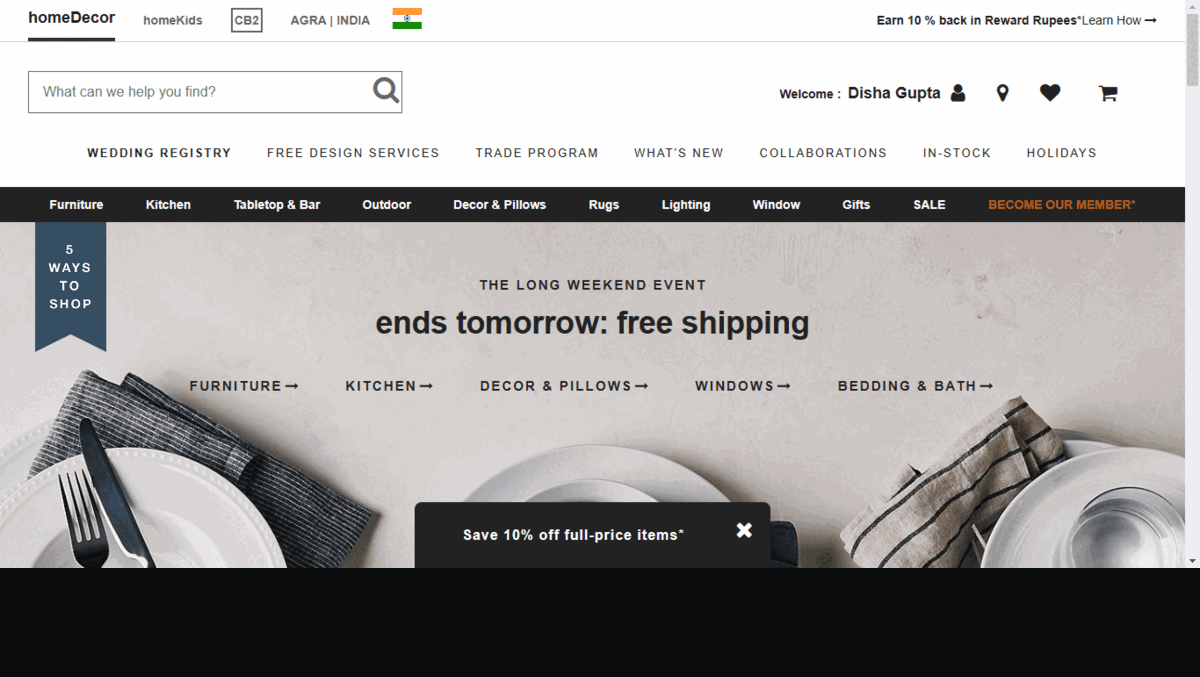 homeDecor homeKids CB2 AGRA | INDIA Earn 10 % back in Reward Rupees*Learn How
What can we help you find? Welcome : Disha Gupta
WEDDING REGISTRY FREE DESIGN SERVICES TRADE PROGRAM WHAT'S NEW COLLABORATIONS IN-STOCK HOLIDAYS
Furniture Kitchen Tabletop & Bar Outdoor Decor & Pillows Rugs Lighting Window Gifts SALE BECOME OUR MEMBER*
5
WAYS
TO
SHOP
THE LONG WEEKEND EVENT
ends tomorrow: free shipping
FURNITURE KITCHEN DECOR & PILLOWS WINDOWS BEDDING & BATH
Save 10% off full-price items*